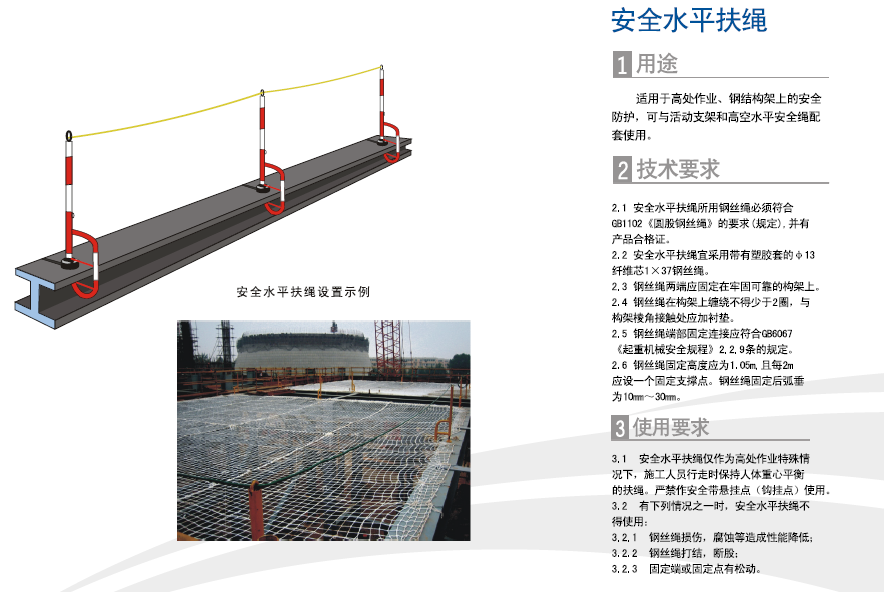 安全水平扶绳
1 用途
适用于高处作业、钢结构架上的安全
防护，可与活动支架和高空水平安全绳配
套使用。
2 技术要求
2.1 安全水平扶绳所用钢丝绳必须符合
GB1102《圆股钢丝绳》的要求(规定),并有
产品合格证。
2.2 安全水平扶绳宜采用带有塑胶套的φ13
纤维芯1×37钢丝绳。
2.3 钢丝绳两端应固定在牢固可靠的构架上。
2.4 钢丝绳在构架上缠绕不得少于2圈，与
构架棱角接触处应加衬垫。
2.5 钢丝绳端部固定连接应符合GB6067
《起重机械安全规程》2.2.9条的规定。
2.6 钢丝绳固定高度应为1.05m,且每2m
应设一个固定支撑点。钢丝绳固定后弧垂
为10mm～30mm。
3 使用要求
3.1 安全水平扶绳仅作为高处作业特殊情
况下，施工人员行走时保持人体重心平衡
的扶绳。严禁作安全带悬挂点（钩挂点）使用。
3.2 有下列情况之一时，安全水平扶绳不
得使用：
3.2.1 钢丝绳损伤，腐蚀等造成性能降低；
3.2.2 钢丝绳打结，断股；
3.2.3 固定端或固定点有松动。
安全水平扶绳设置示例